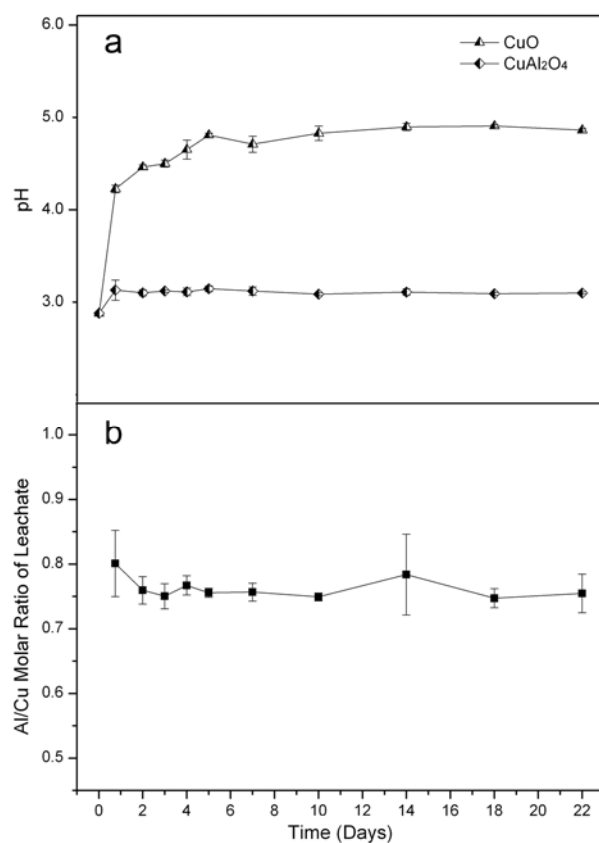 a
CuO
CuAl₂O₄
6.0
5.0
4.0
3.0
pH
b
1.0
0.9
0.8
0.7
0.6
0.5
Al/Cu Molar Ratio of Leachate
0 2 4 6 8 10 12 14 16 18 20 22
Time (Days)